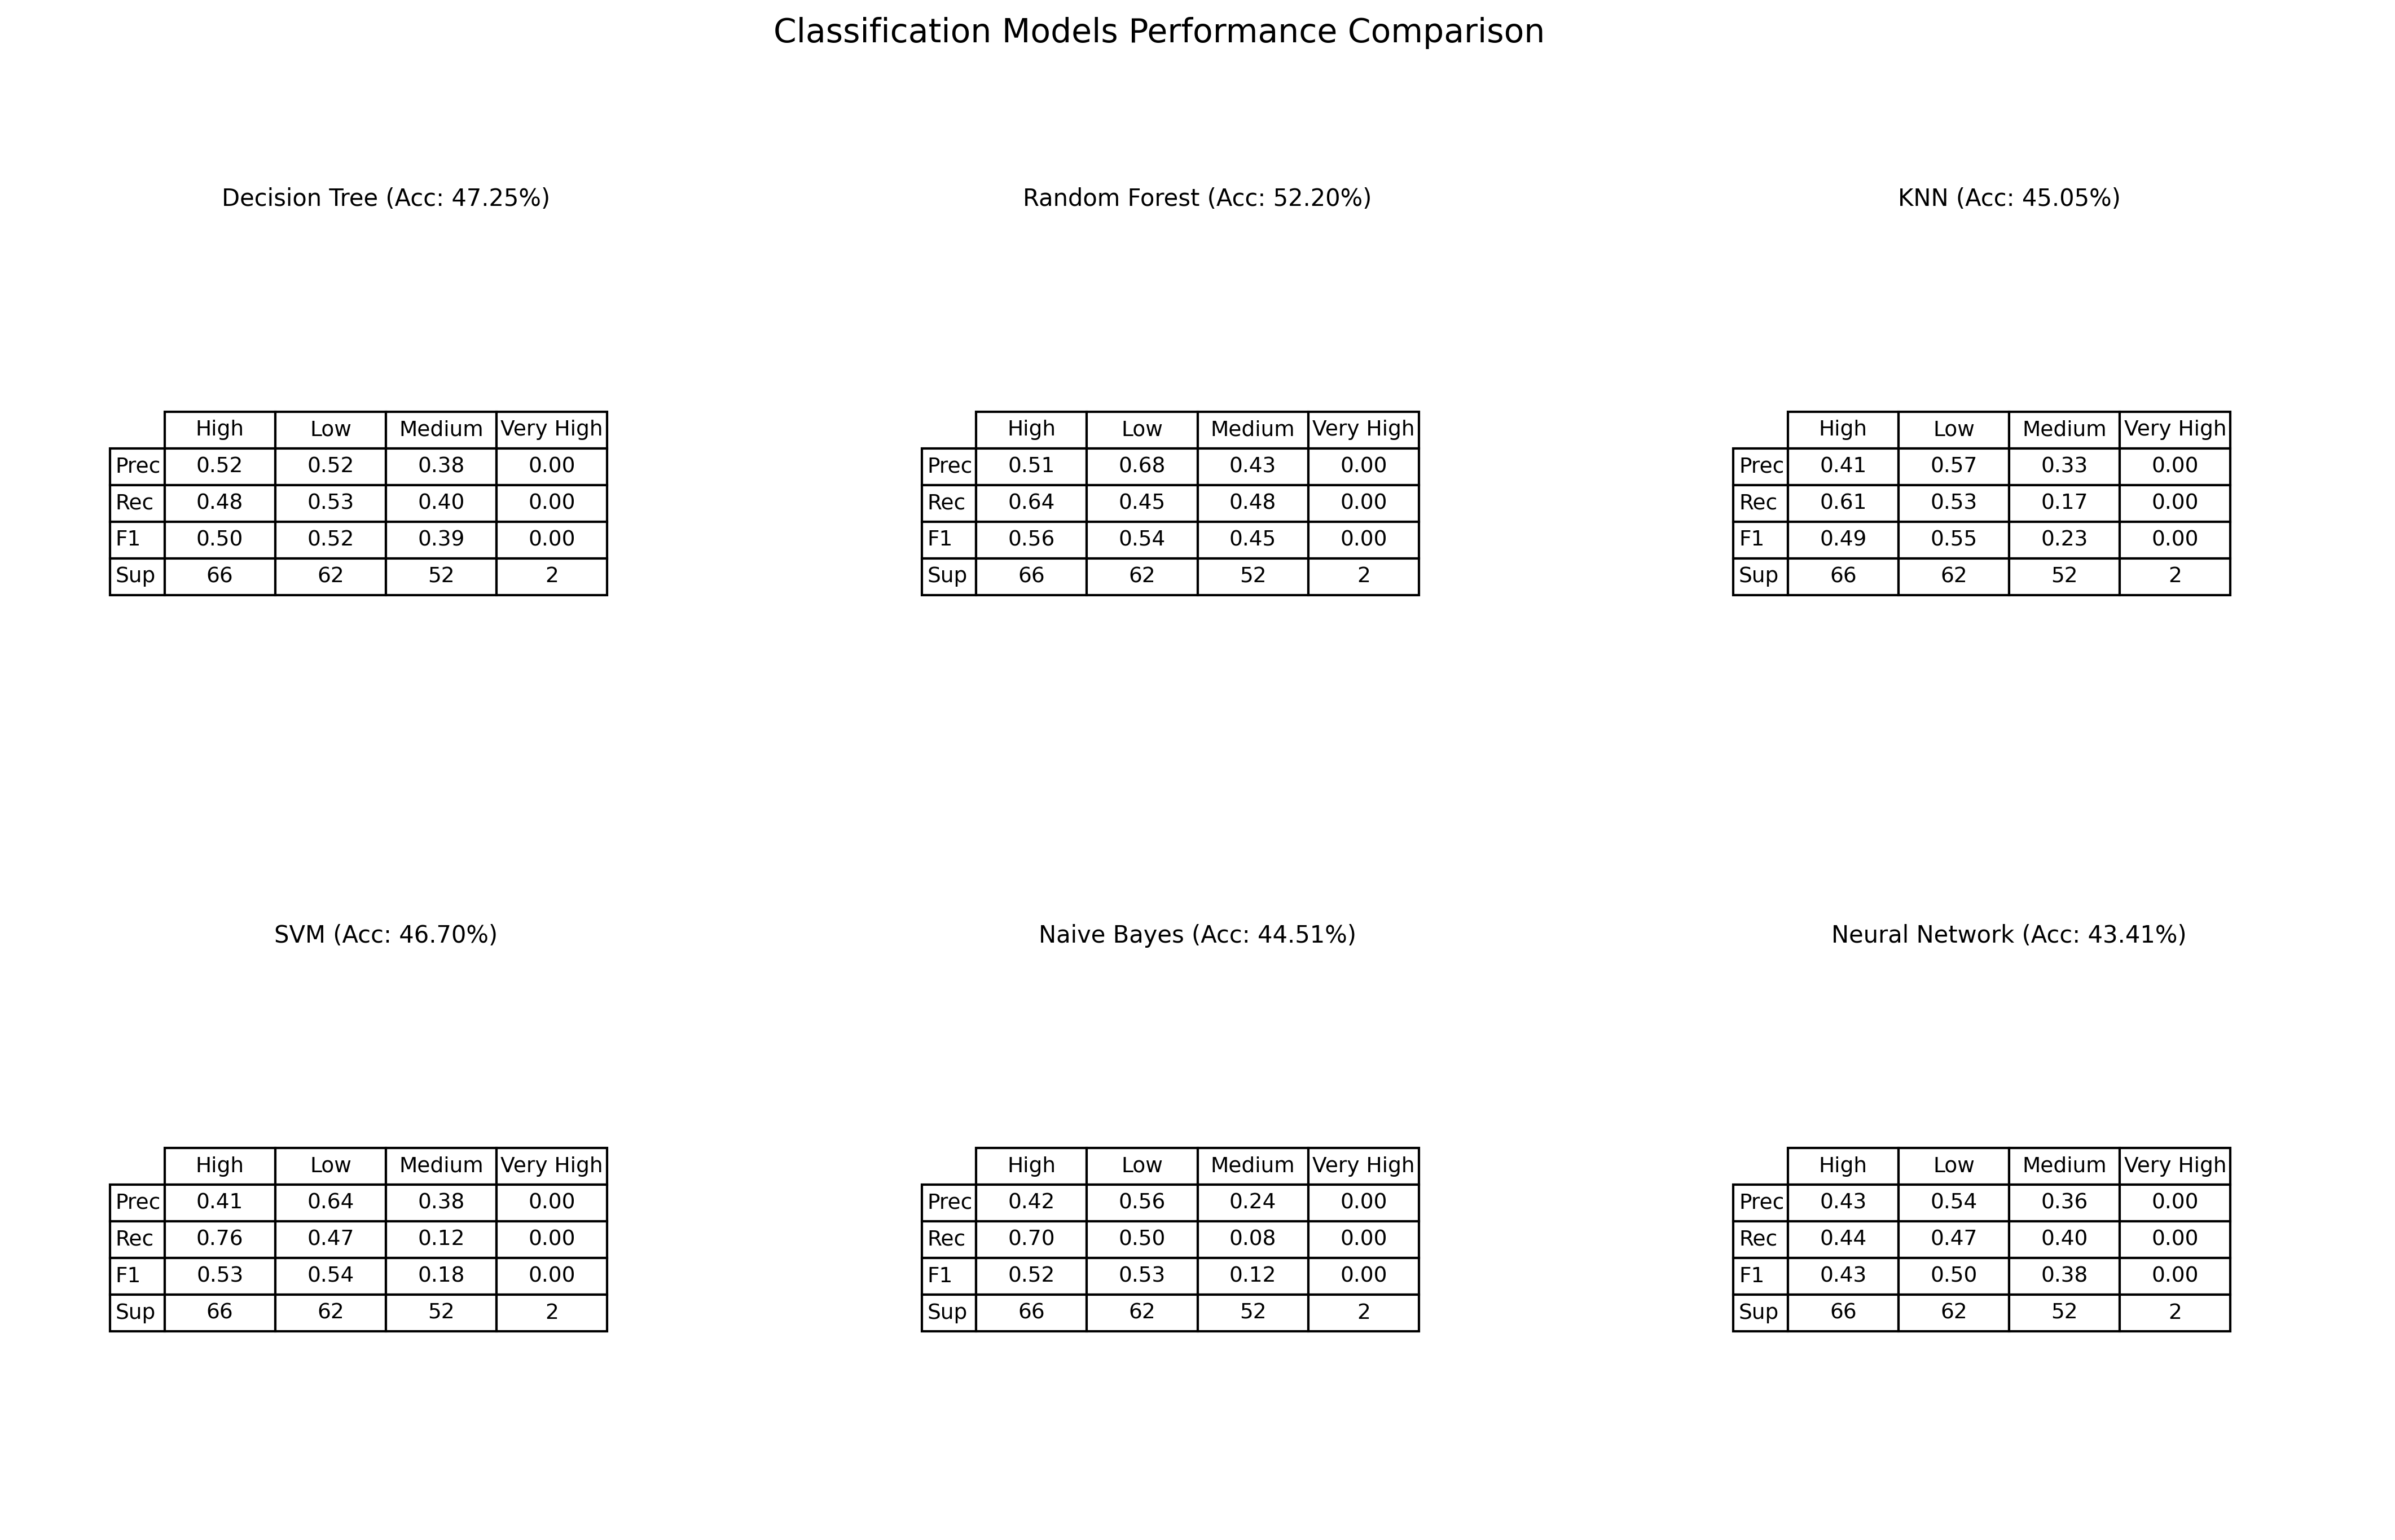 Classification Models Performance Comparison
Decision Tree (Acc: 47.25%)
High Low Medium Very High
Prec 0.52 0.52 0.38 0.00
Rec 0.48 0.53 0.40 0.00
F1 0.50 0.52 0.39 0.00
Sup 66 62 52 2
Random Forest (Acc: 52.20%)
High Low Medium Very High
Prec 0.51 0.68 0.43 0.00
Rec 0.64 0.45 0.48 0.00
F1 0.56 0.54 0.45 0.00
Sup 66 62 52 2
KNN (Acc: 45.05%)
High Low Medium Very High
Prec 0.41 0.57 0.33 0.00
Rec 0.61 0.53 0.17 0.00
F1 0.49 0.55 0.23 0.00
Sup 66 62 52 2
SVM (Acc: 46.70%)
High Low Medium Very High
Prec 0.41 0.64 0.38 0.00
Rec 0.76 0.47 0.12 0.00
F1 0.53 0.54 0.18 0.00
Sup 66 62 52 2
Naive Bayes (Acc: 44.51%)
High Low Medium Very High
Prec 0.42 0.56 0.24 0.00
Rec 0.70 0.50 0.08 0.00
F1 0.52 0.53 0.12 0.00
Sup 66 62 52 2
Neural Network (Acc: 43.41%)
High Low Medium Very High
Prec 0.43 0.54 0.36 0.00
Rec 0.44 0.47 0.40 0.00
F1 0.43 0.50 0.38 0.00
Sup 66 62 52 2